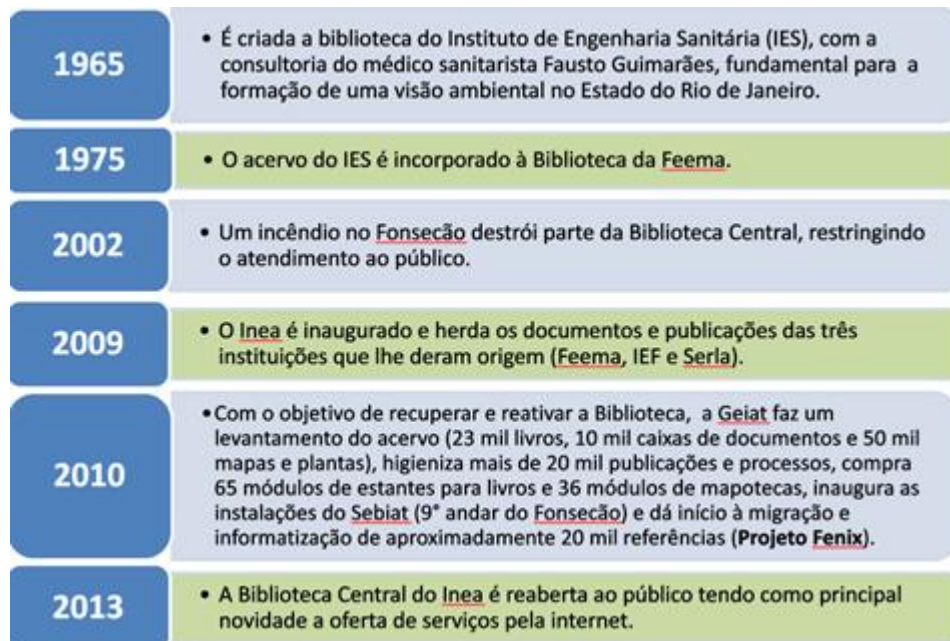 1965
• É criada a biblioteca do Instituto de Engenharia Sanitária (IES), com a
consultoria do médico sanitarista Fausto Guimarães, fundamental para a
formação de uma visão ambiental no Estado do Rio de Janeiro.
1975
• O acervo do IES é incorporado à Biblioteca da Feema.
2002
• Um incêndio no Fonsecão destrói parte da Biblioteca Central, restringindo
o atendimento ao público.
2009
• O Inea é inaugurado e herda os documentos e publicações das três
instituições que lhe deram origem (Feema, IEF e Serla).
2010
•Com o objetivo de recuperar e reativar a Biblioteca, a Geiat faz um
levantamento do acervo (23 mil livros, 10 mil caixas de documentos e 50 mil
mapas e plantas), higieniza mais de 20 mil publicações e processos, compra
65 módulos de estantes para livros e 36 módulos de mapotecas, inaugura as
instalações do Sebiat (9° andar do Fonsecão) e dá início à migração e
informatização de aproximadamente 20 mil referências (Projeto Fenix).
2013
• A Biblioteca Central do Inea é reaberta ao público tendo como principal
novidade a oferta de serviços pela internet.